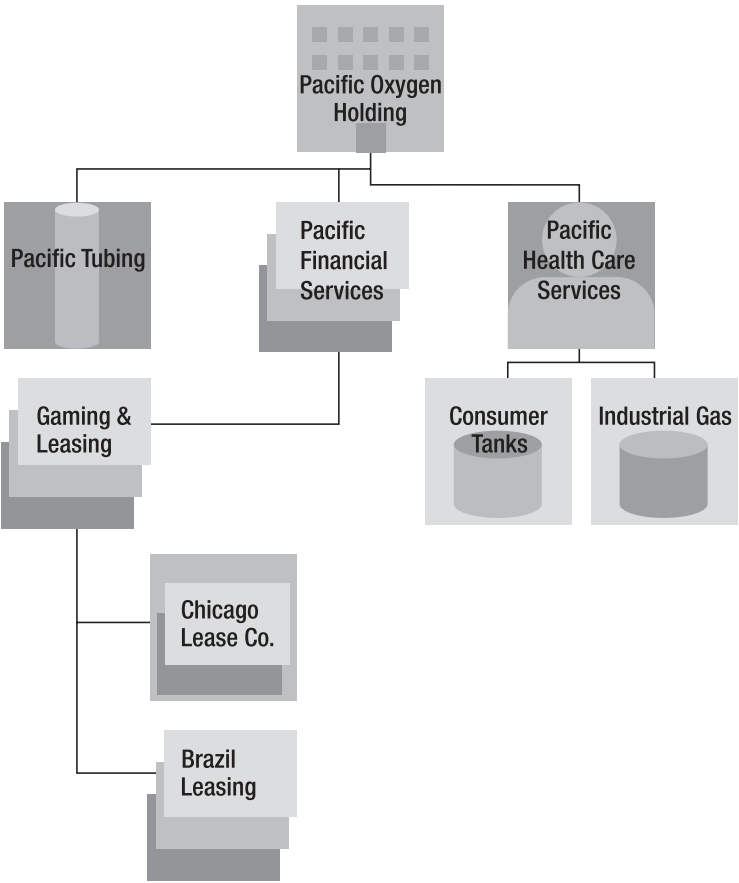 Pacific Oxygen
Holding
Pacific Tubing
Pacific
Financial
Services
Pacific
Health Care
Services
Gaming &
Leasing
Consumer
Tanks
Industrial Gas
Chicago
Lease Co.
Brazil
Leasing